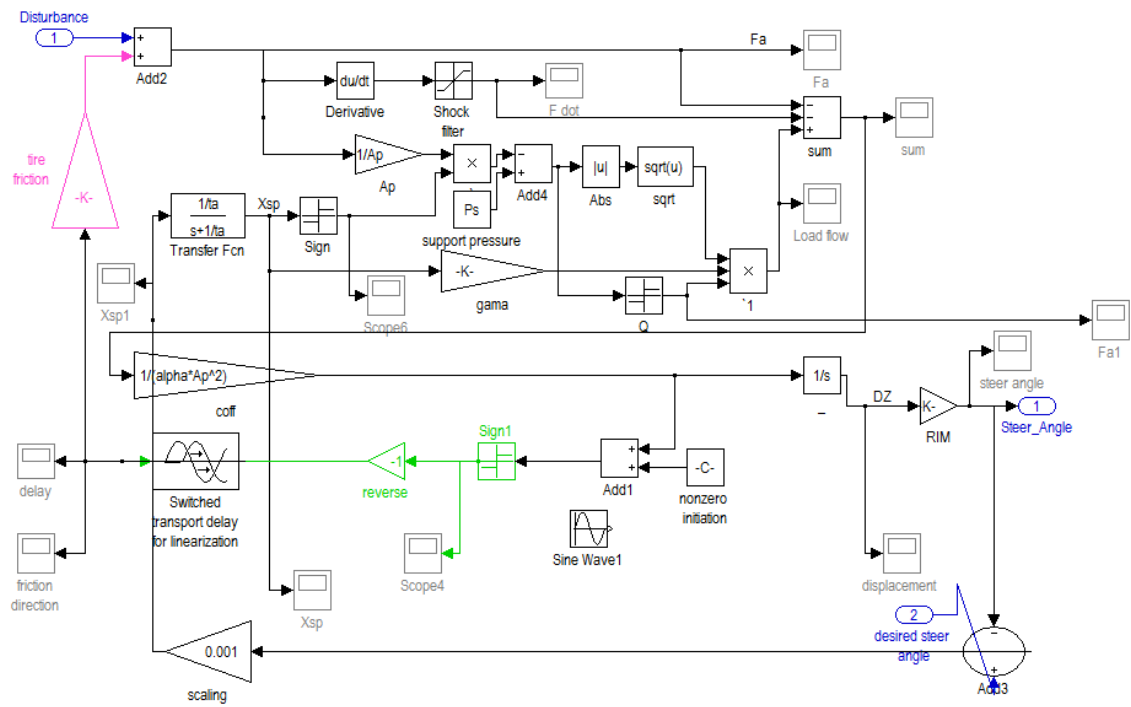 Disturbance
1
+
+
Add2
Fa
Fa
du/dt
Derivative
Shock
filter
F dot
−
−
+
sum
sum
1/Ap
Ap
×
−
+
Add4
|u|
Abs
sqrt(u)
sqrt
Ps
support pressure
tire
friction
-K-
1/ta
s+1/ta
Transfer Fcn
Xsp
Sign
-K-
gama
Scope6
Q
×
`1
Load flow
Fa1
Xsp1
1/(alpha*Ap^2)
coff
1/s
DZ
K-
RIM
steer angle
1
Steer_Angle
delay
Switched
transport delay
for linearization
-1
reverse
Sign1
+
+
Add1
-C-
nonzero
initiation
Sine Wave1
friction
direction
Scope4
Xsp
displacement
2
desired steer
angle
−
+
Add3
0.001
scaling